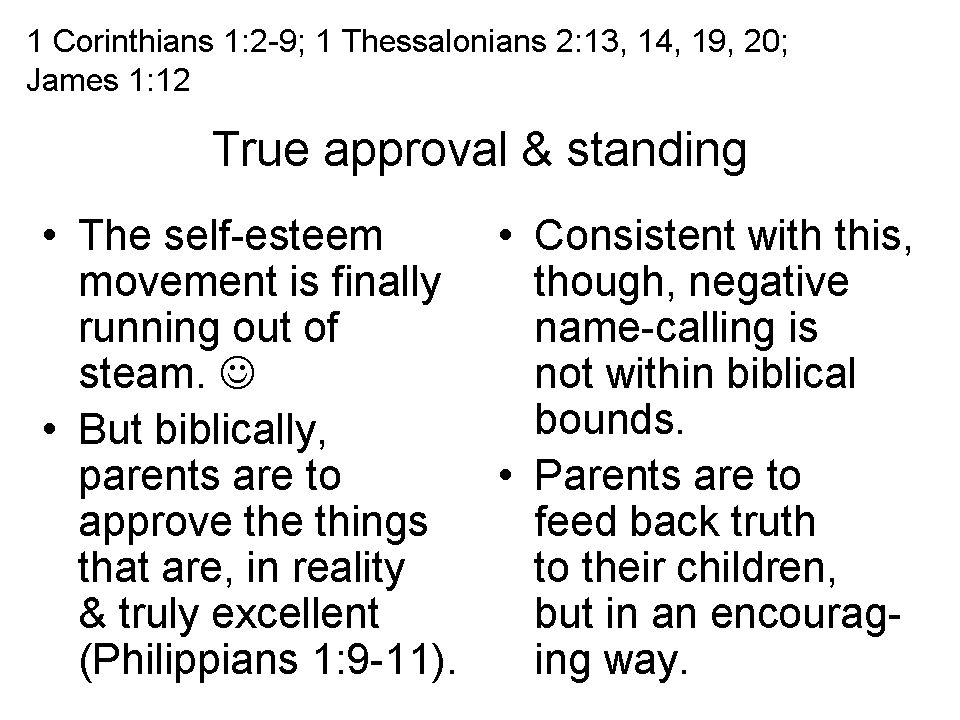 1 Corinthians 1:2-9; 1 Thessalonians 2:13, 14, 19, 20;
James 1:12
True approval & standing
• The self-esteem
movement is finally
running out of
steam. ☺
• But biblically,
parents are to
approve the things
that are, in reality
& truly excellent
(Philippians 1:9-11).
• Consistent with this,
though, negative
name-calling is
not within biblical
bounds.
• Parents are to
feed back truth
to their children,
but in an encourag-
ing way.